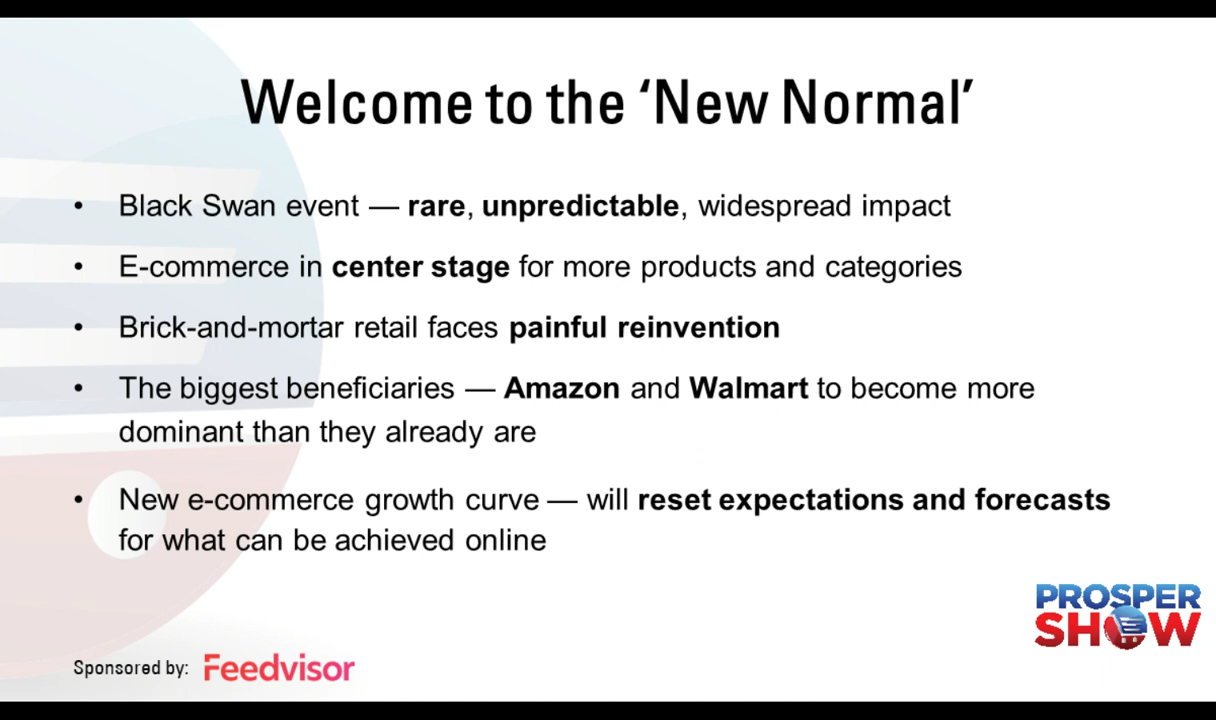 Welcome to the ‘New Normal’
• Black Swan event — rare, unpredictable, widespread impact
• E-commerce in center stage for more products and categories
• Brick-and-mortar retail faces painful reinvention
• The biggest beneficiaries — Amazon and Walmart to become more
dominant than they already are
• New e-commerce growth curve — will reset expectations and forecasts
for what can be achieved online
PROSPER
SHOW
Sponsored by: Feedvisor